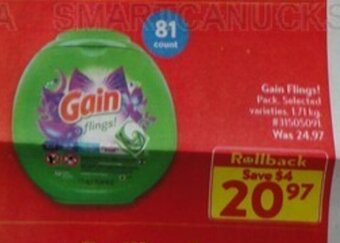 SMARTCANUCKS
81
count
Gain
flings!
Gain Flings!
Pack. Selected
varieties. 1.71 kg.
#31505091.
Was 24.97
Rollback
Save $4
20 97